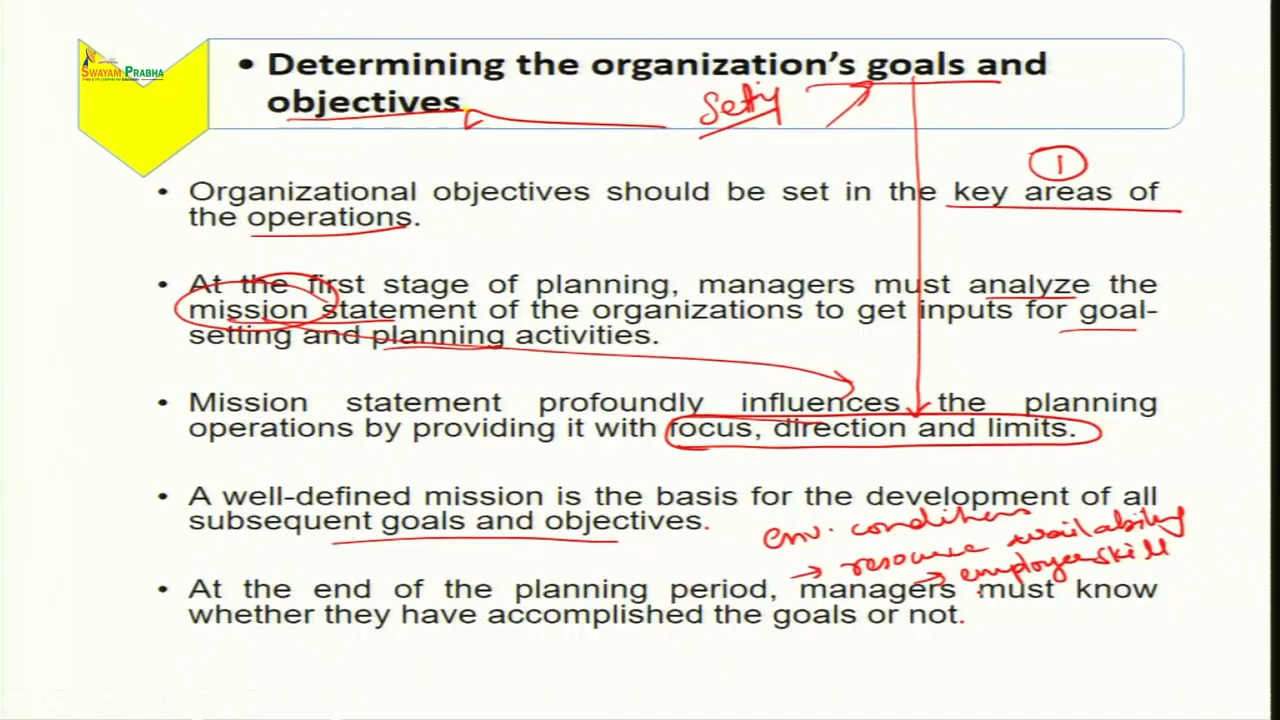 SWAYAM PRABHA
• Determining the organization's goals and
objectives
Set
1
• Organizational objectives should be set in the key areas of
the operations.
• At the first stage of planning, managers must analyze the
mission statement of the organizations to get inputs for goal-
setting and planning activities.
• Mission statement profoundly influences the planning
operations by providing it with focus, direction and limits.
• A well-defined mission is the basis for the development of all
subsequent goals and objectives.
env. conditions
→ resource availability
→ employee skill
• At the end of the planning period, managers must know
whether they have accomplished the goals or not.